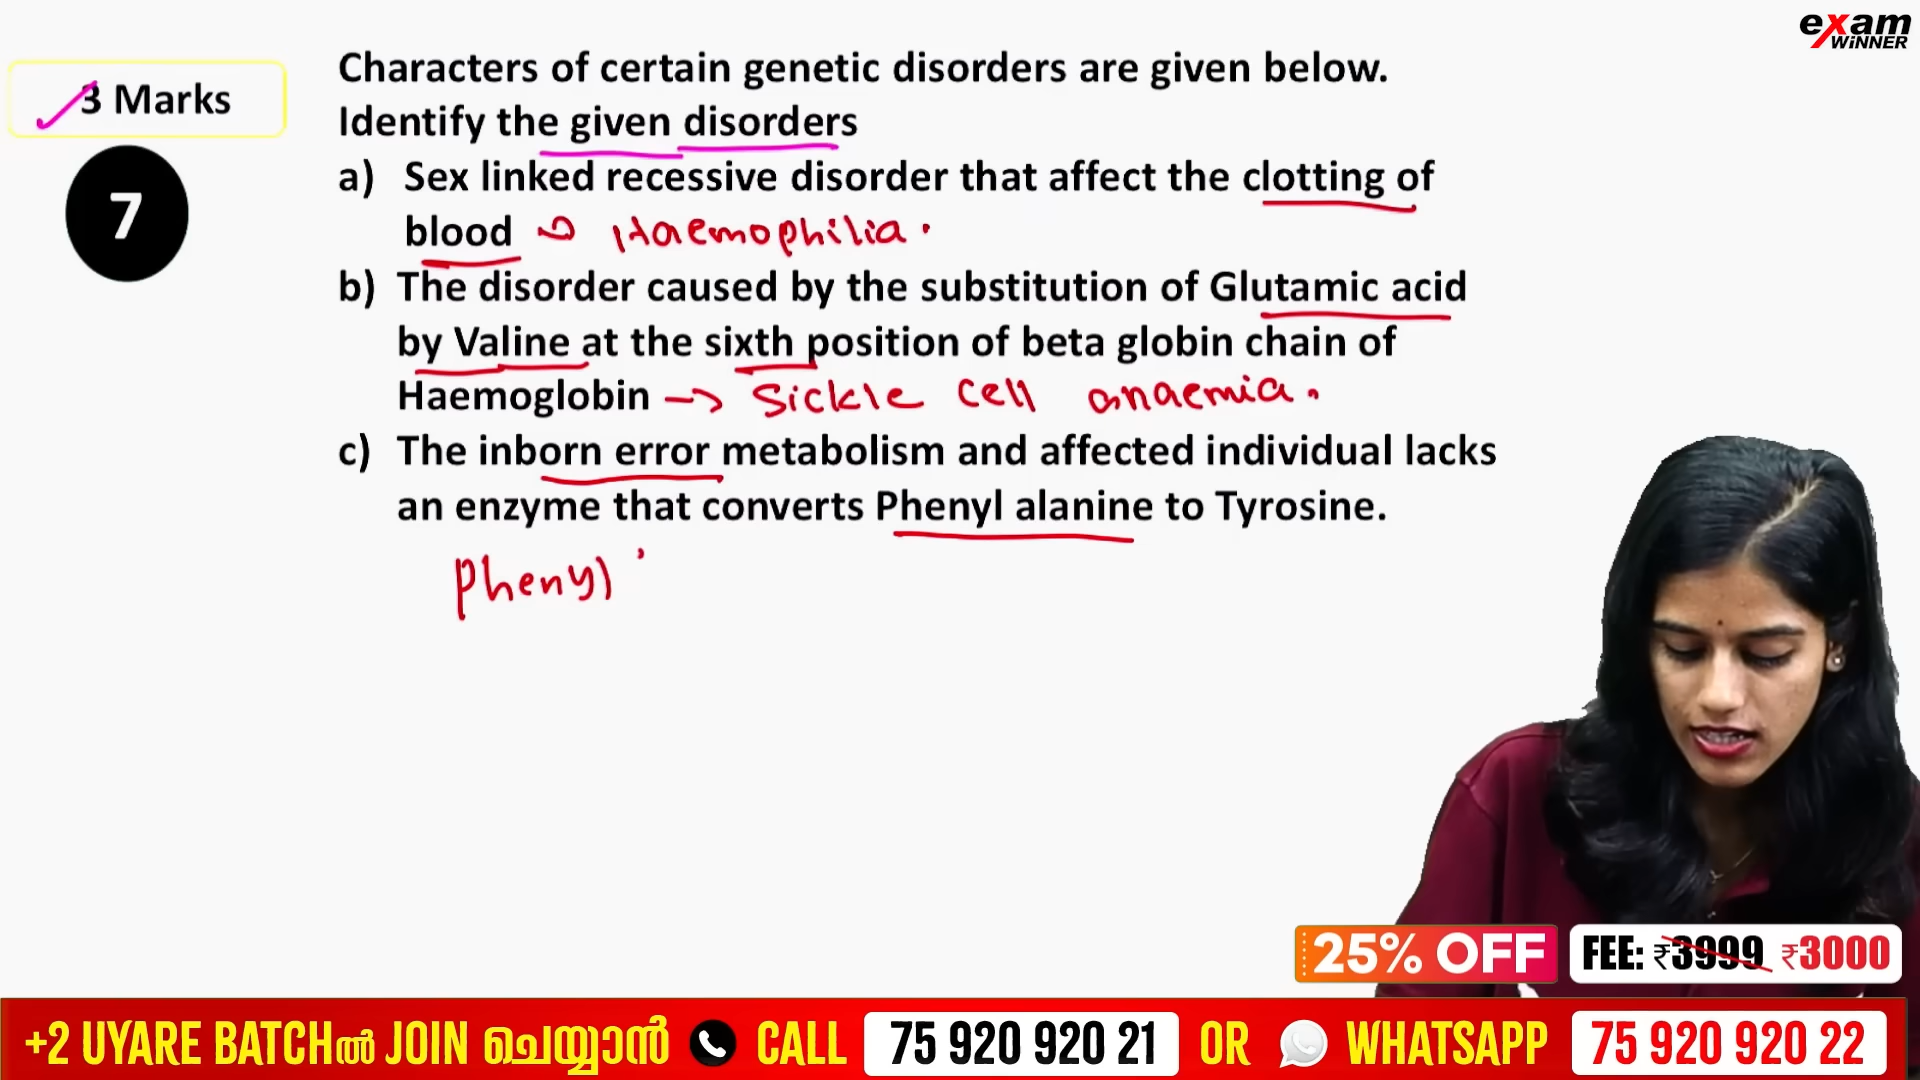 exam
WiNNER
3 Marks
7
Characters of certain genetic disorders are given below.
Identify the given disorders
a) Sex linked recessive disorder that affect the clotting of
blood → Haemophilia.
b) The disorder caused by the substitution of Glutamic acid
by Valine at the sixth position of beta globin chain of
Haemoglobin → Sickle cell anaemia.
c) The inborn error metabolism and affected individual lacks
an enzyme that converts Phenyl alanine to Tyrosine.
Phenyl
25% OFF
FEE: ₹3999 ₹3000
+2 UYARE BATCHൽ JOIN ചെയ്യാൻ CALL 75 920 920 21 OR WHATSAPP 75 920 920 22